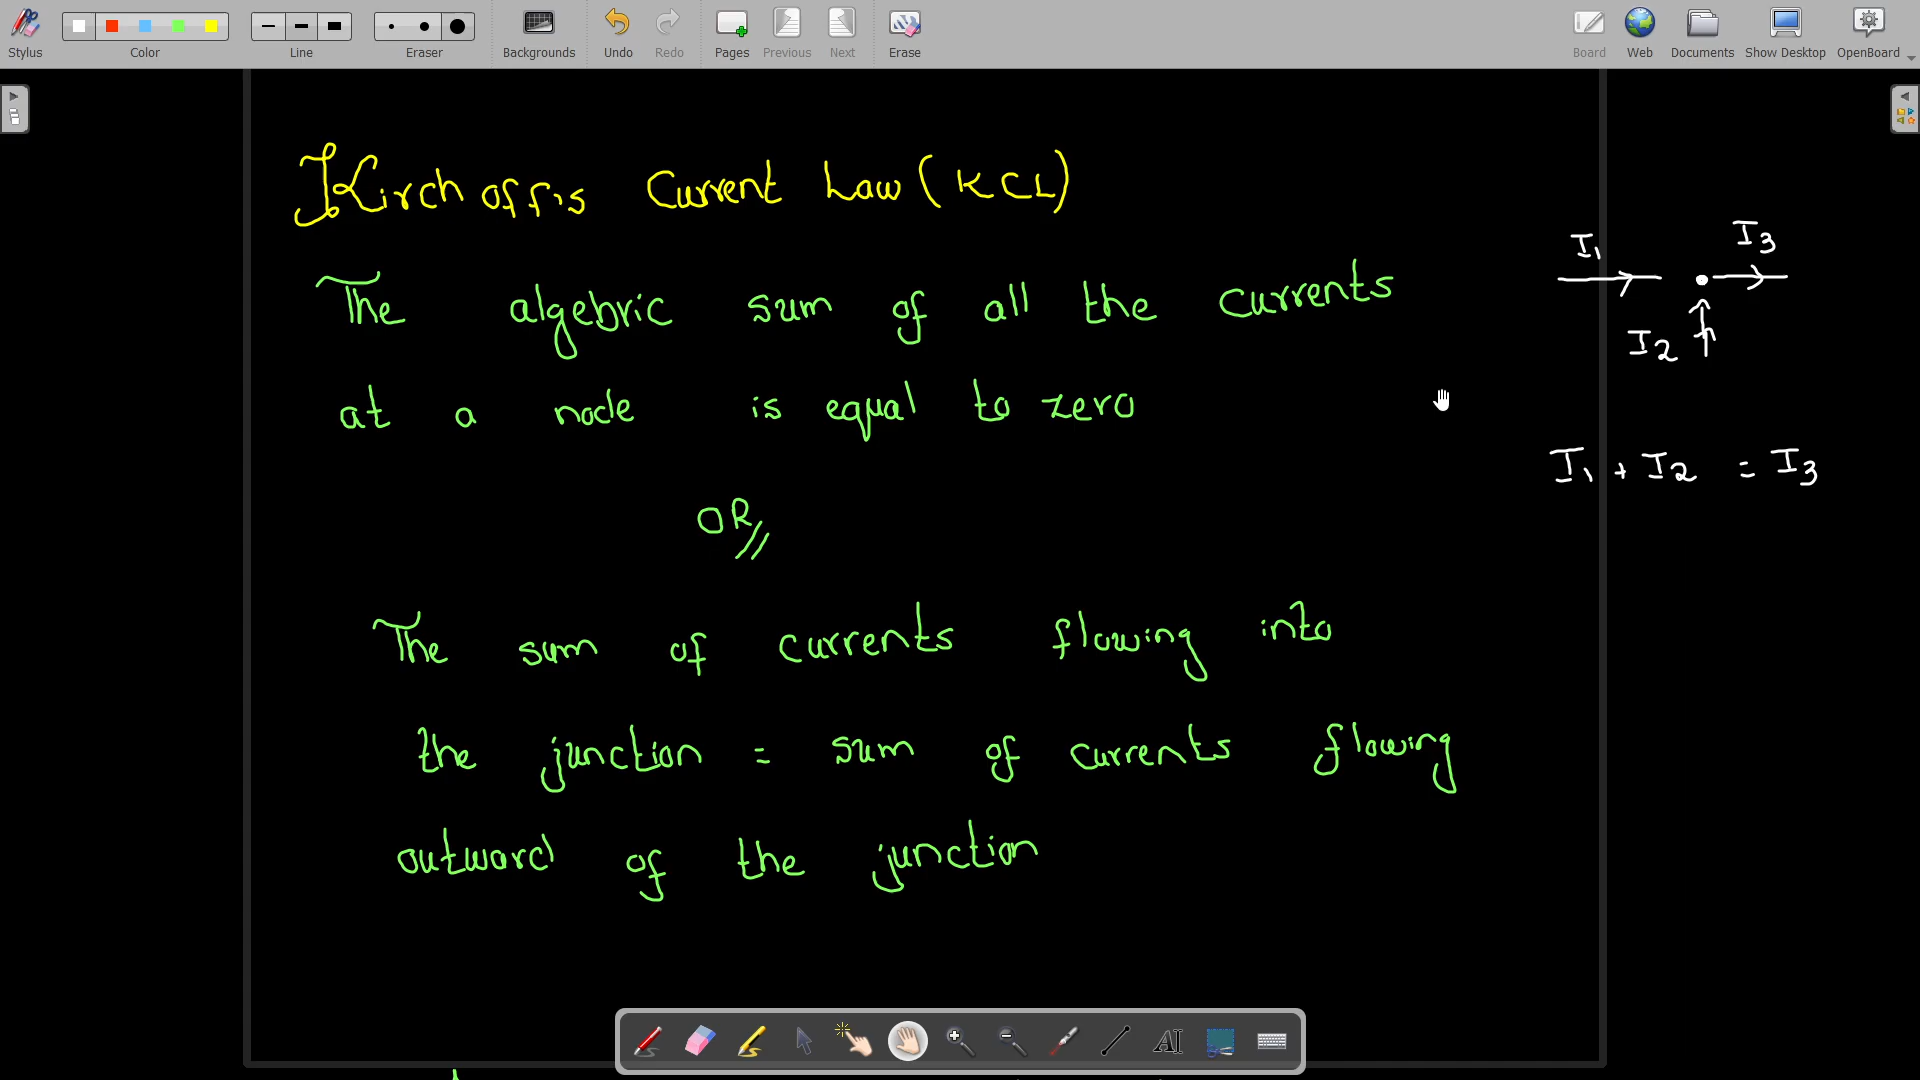 Stylus Color Line Eraser Backgrounds Undo Redo Pages Previous Next Erase Board Web Documents Show Desktop OpenBoard
Kirchoff's Current Law (KCL)
The algebric sum of all the currents
at a node is equal to zero
OR
The sum of currents flowing into
the junction = sum of currents flowing
outward of the junction
I1 I3
I2
I1 + I2 = I3